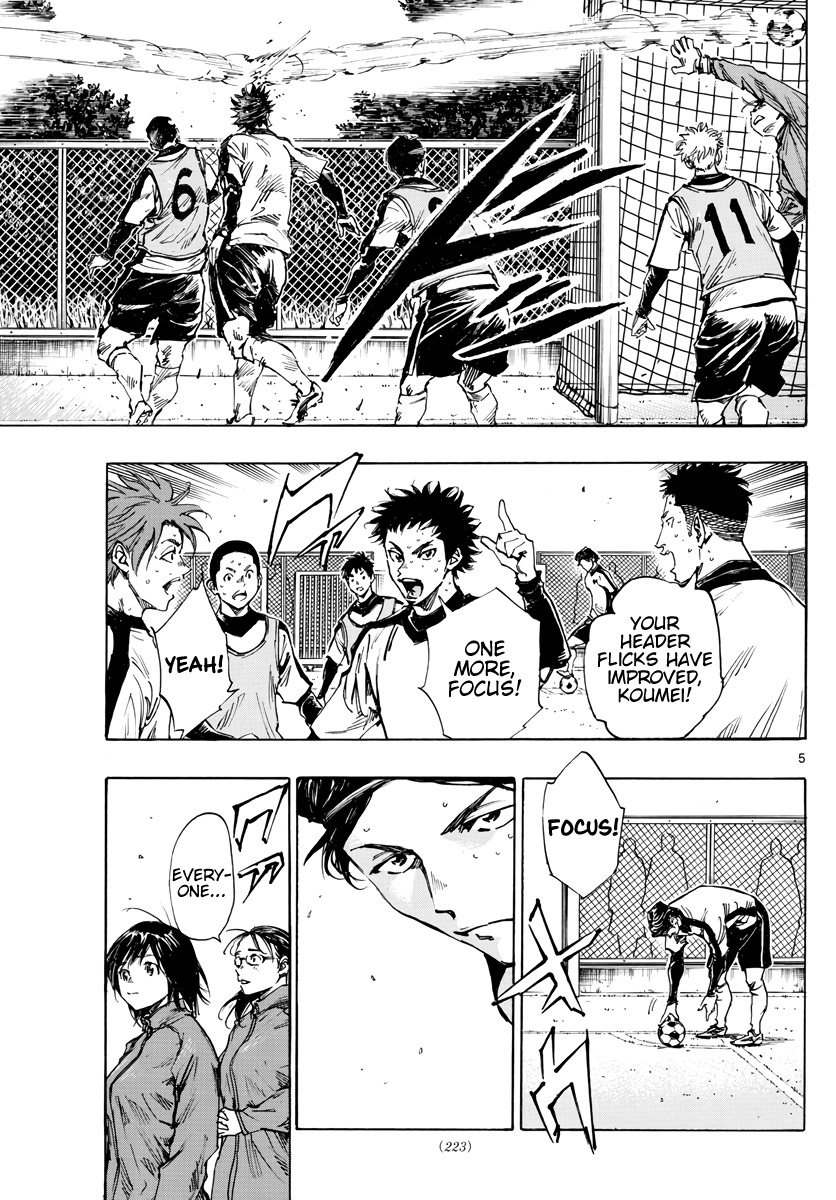 6
11
YOUR
HEADER
FLICKS HAVE
IMPROVED,
KOUMEI!
ONE
MORE,
FOCUS!
YEAH!
5
FOCUS!
EVERY-
ONE...
(223)